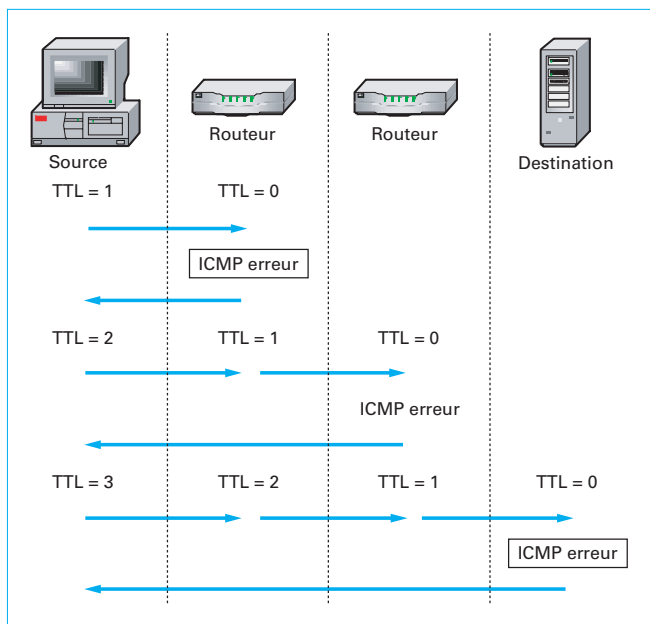 Routeur
Routeur
Source
Destination
TTL = 1
TTL = 0
ICMP erreur
TTL = 2
TTL = 1
TTL = 0
ICMP erreur
TTL = 3
TTL = 2
TTL = 1
TTL = 0
ICMP erreur